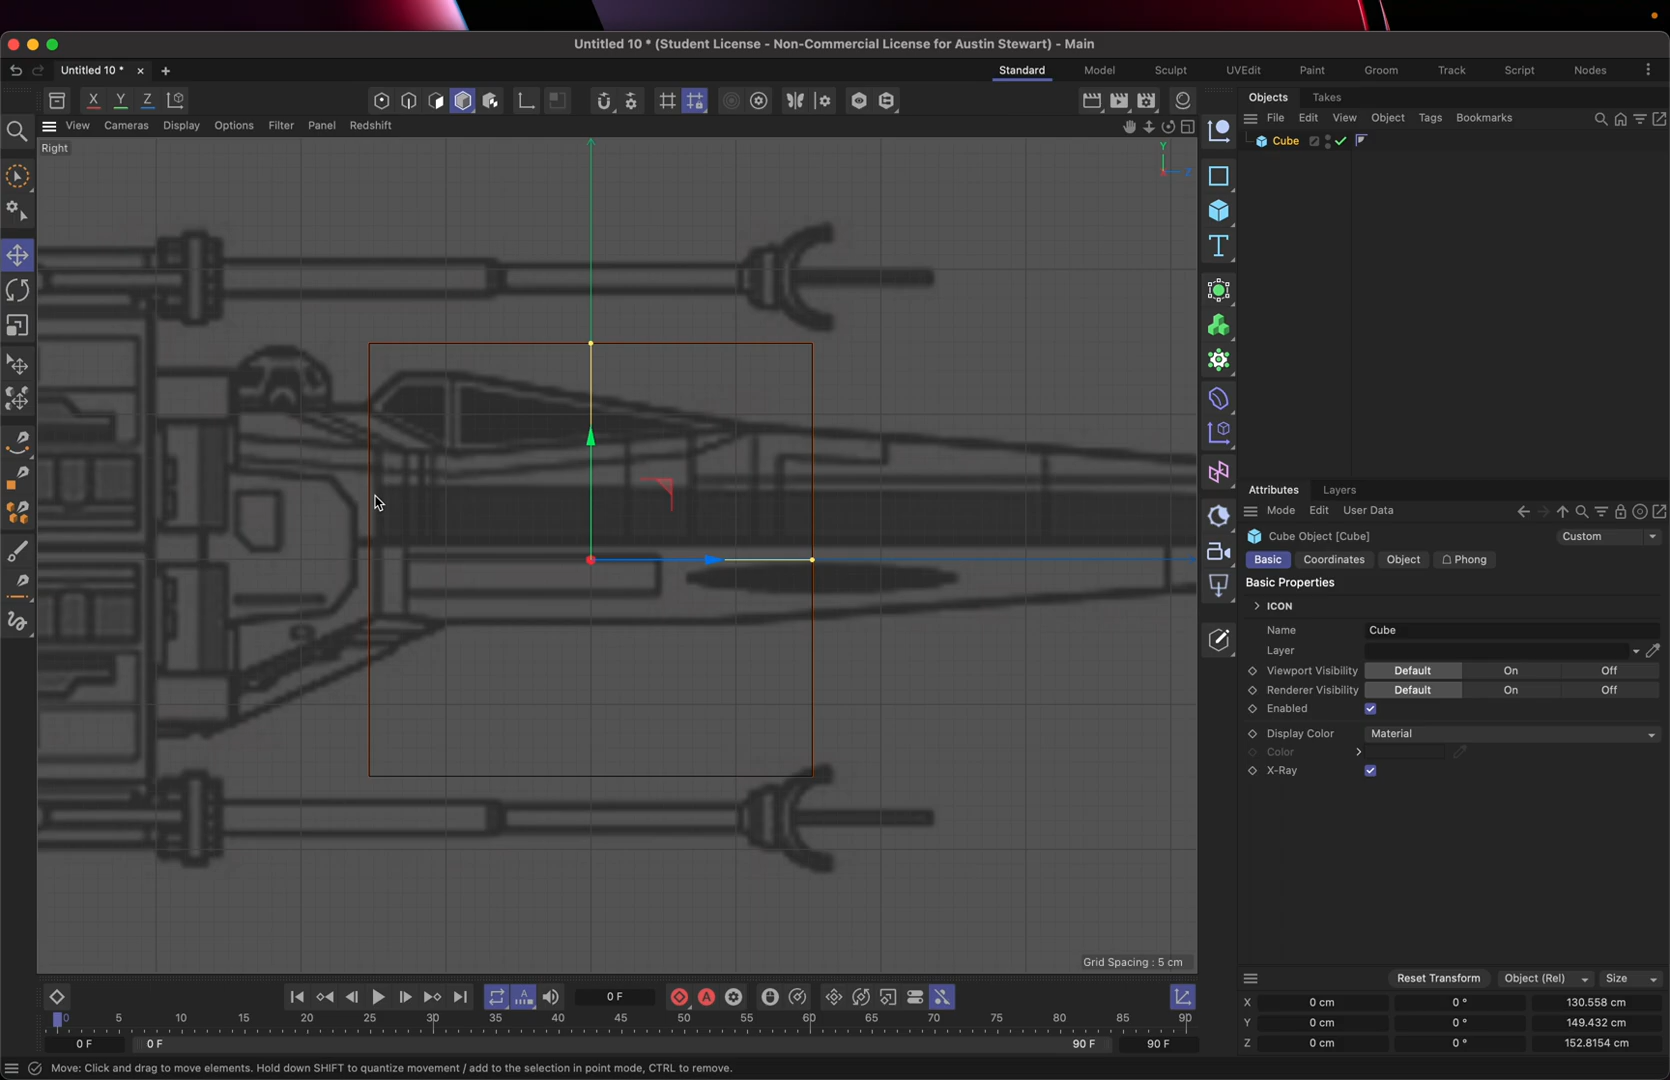 Untitled 10 * (Student License - Non-Commercial License for Austin Stewart) - Main
Untitled 10 * × +
Standard Model Sculpt UVEdit Paint Groom Track Script Nodes
X Y Z
Objects Takes
View Cameras Display Options Filter Panel Redshift
File Edit View Object Tags Bookmarks
Right
Y
Z
Cube
Attributes Layers
Mode Edit User Data
Cube Object [Cube] Custom
Basic Coordinates Object Phong
Basic Properties
ICON
Name Cube
Layer
Viewport Visibility Default On Off
Renderer Visibility Default On Off
Enabled
Display Color Material
Color
X-Ray
Grid Spacing : 5 cm
Reset Transform Object (Rel) Size
0 F
X 0 cm 0 ° 130.558 cm
0 5 10 15 20 25 30 35 40 45 50 55 60 65 70 75 80 85 90
Y 0 cm 0 ° 149.432 cm
0 F 0 F 90 F 90 F
Z 0 cm 0 ° 152.8154 cm
Move: Click and drag to move elements. Hold down SHIFT to quantize movement / add to the selection in point mode, CTRL to remove.